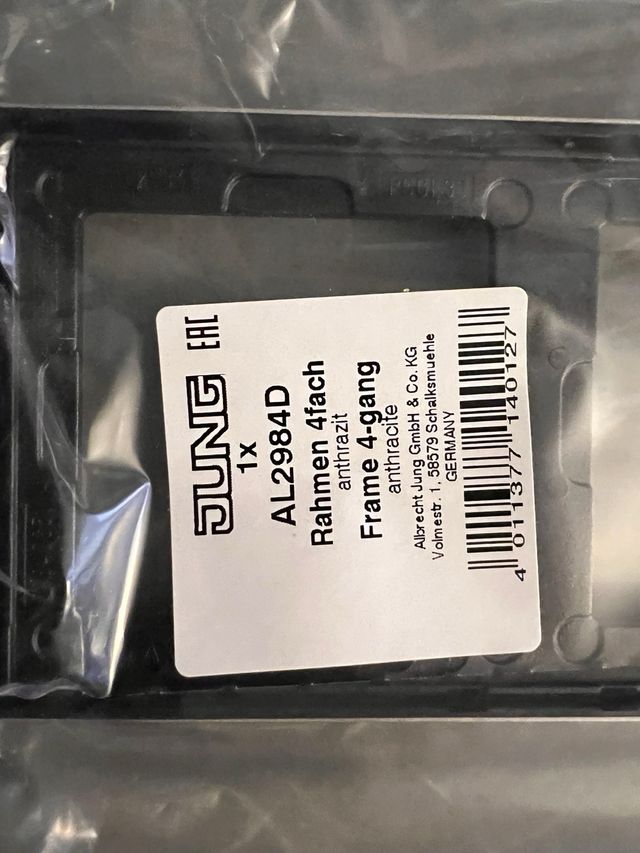 JUNG EAC
1x
AL2984D
Rahmen 4fach
anthrazit
Frame 4-gang
anthracite
Albrecht Jung GmbH & Co. KG
Volmestr. 1, 58579 Schalksmuehle
GERMANY
4 011377 140127